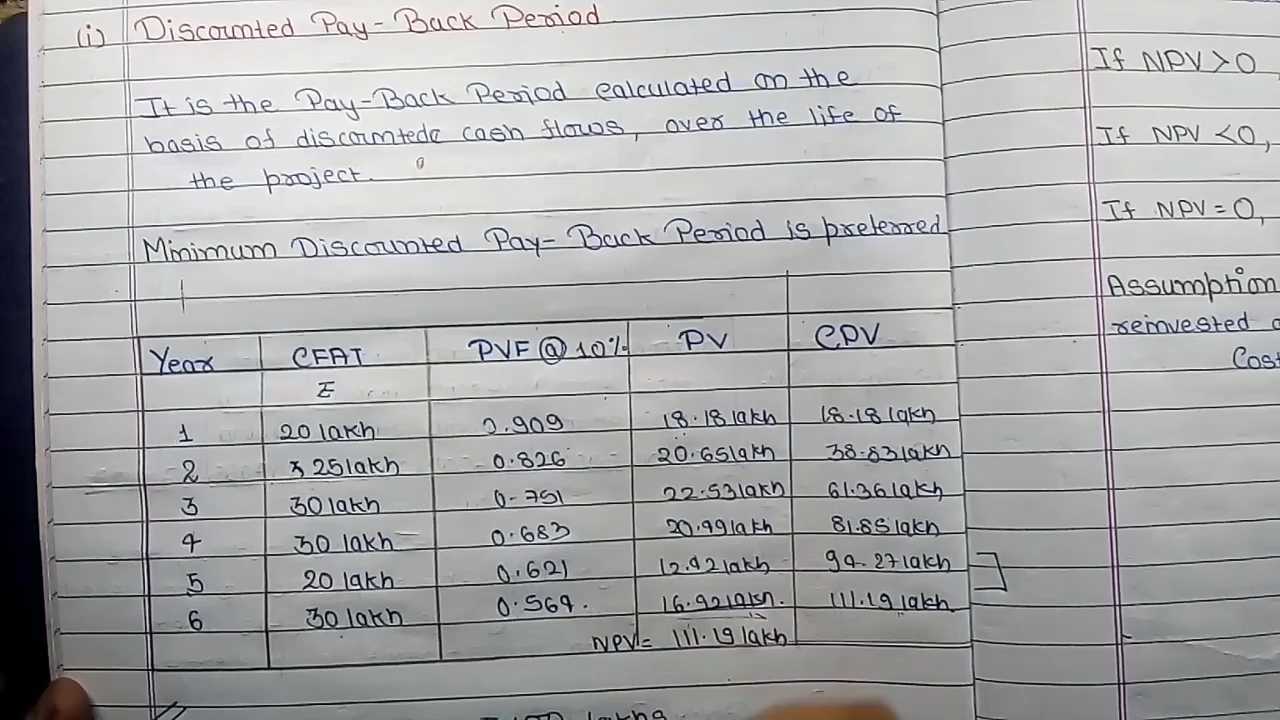 (i) Discounted Pay-Back Period
It is the Pay-Back Period calculated on the
basis of discountede cash flows, over the life of
the project.
Minimum Discounted Pay-Back Period is preferred
Year CFAT PVF @ 10% PV CPV
1 20 lakh 0.909 18.18 lakh 18.18 lakh
2 ₹ 25 lakh 0.826 20.65 lakh 38.83 lakh
3 30 lakh 0.751 22.53 lakh 61.36 lakh
4 30 lakh 0.683 20.49 lakh 81.85 lakh
5 20 lakh 0.621 12.42 lakh 94.27 lakh
6 30 lakh 0.564. 16.92 lakh. 111.19 lakh
NPV= 111.19 lakh
If NPV>0
If NPV <0,
If NPV=0,
Assumption
reinvested